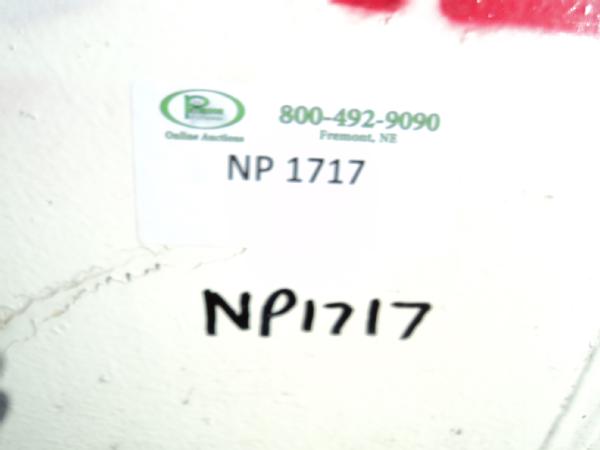 800-492-9090
Online Auctions
Fremont, NE
NP 1717
NP1717